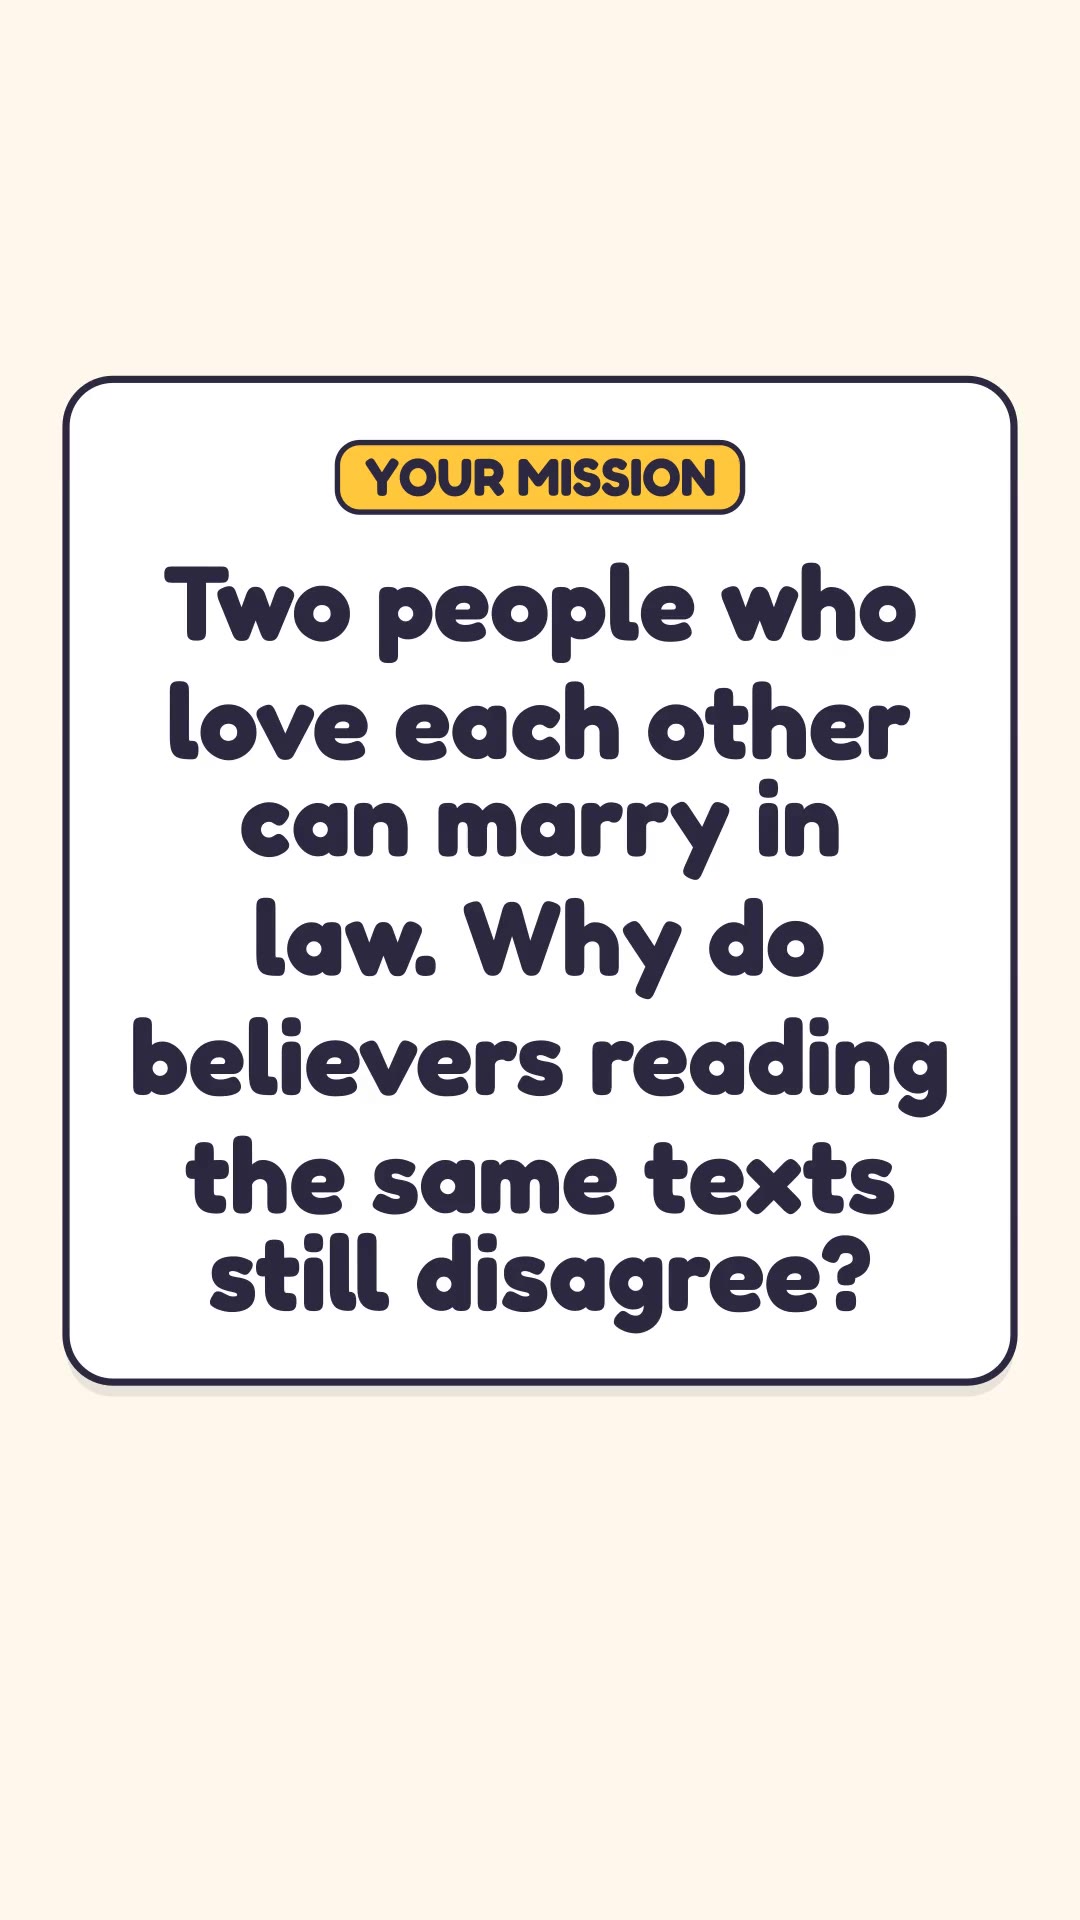 YOUR MISSION
Two people who
love each other
can marry in
law. Why do
believers reading
the same texts
still disagree?